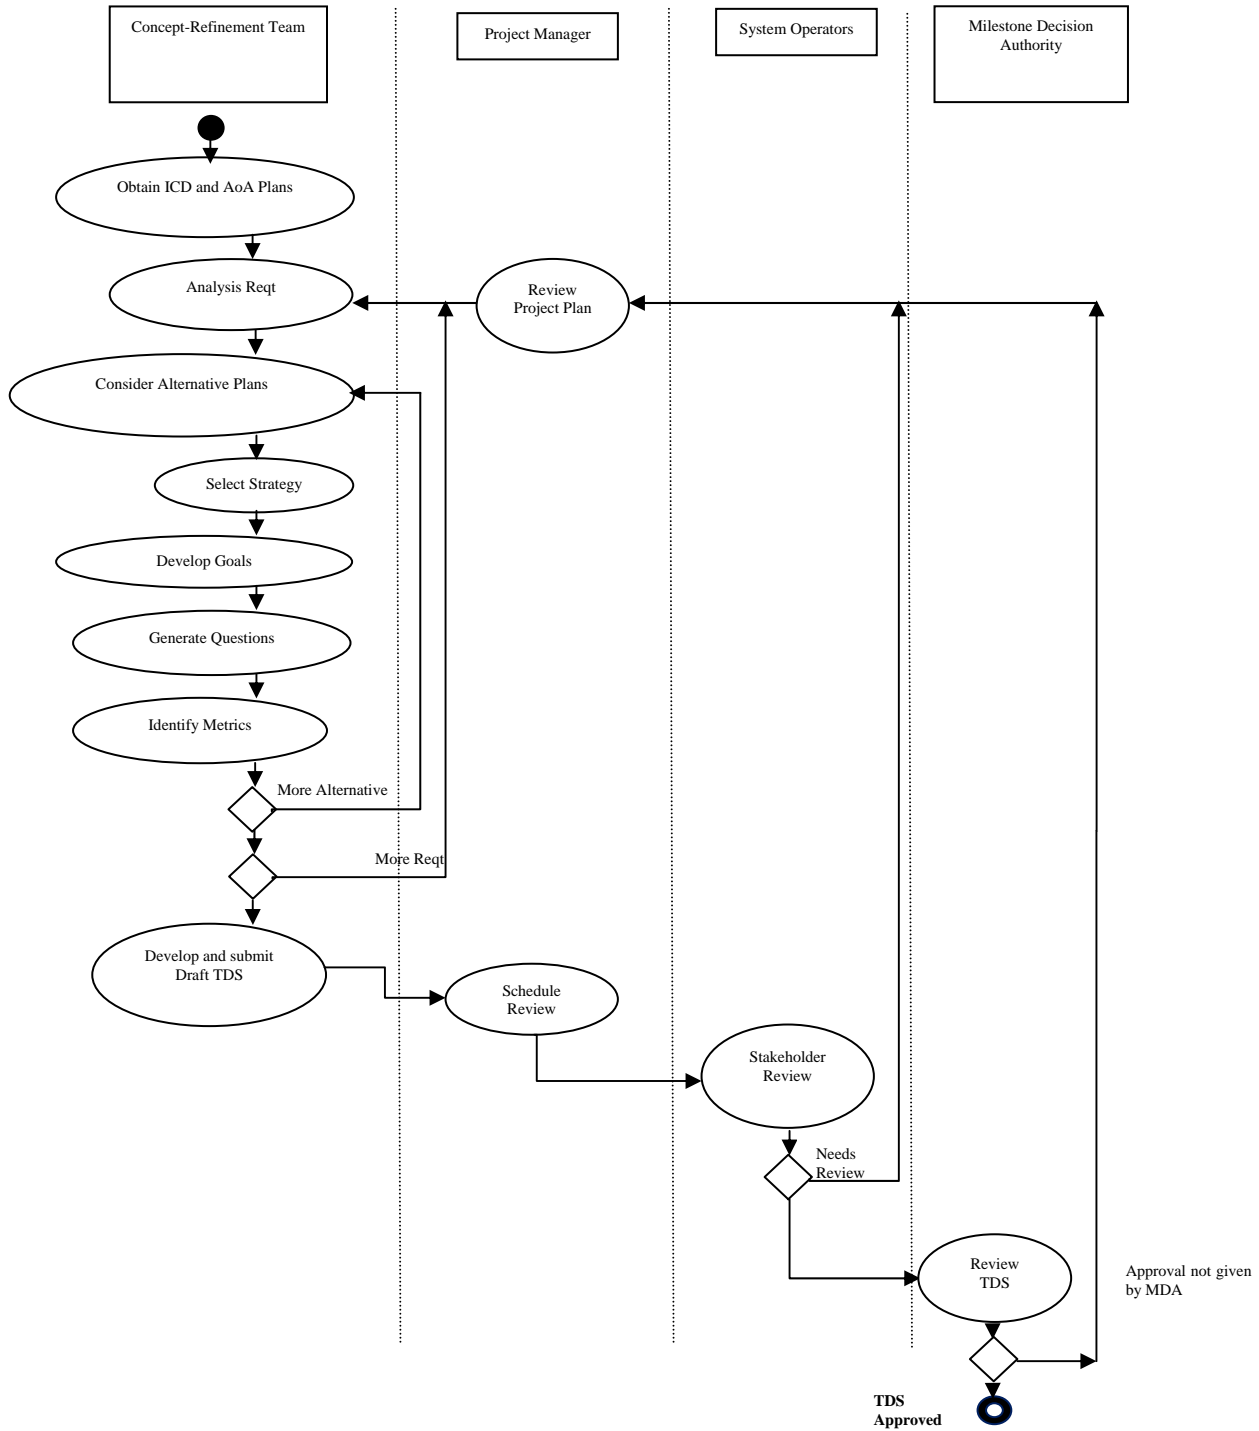 Concept-Refinement Team
Project Manager
System Operators
Milestone Decision
Authority
Obtain ICD and AoA Plans
Analysis Reqt
Review
Project Plan
Consider Alternative Plans
Select Strategy
Develop Goals
Generate Questions
Identify Metrics
More Alternative
More Reqt
Develop and submit
Draft TDS
Schedule
Review
Stakeholder
Review
Needs
Review
Review
TDS
Approval not given
by MDA
TDS
Approved